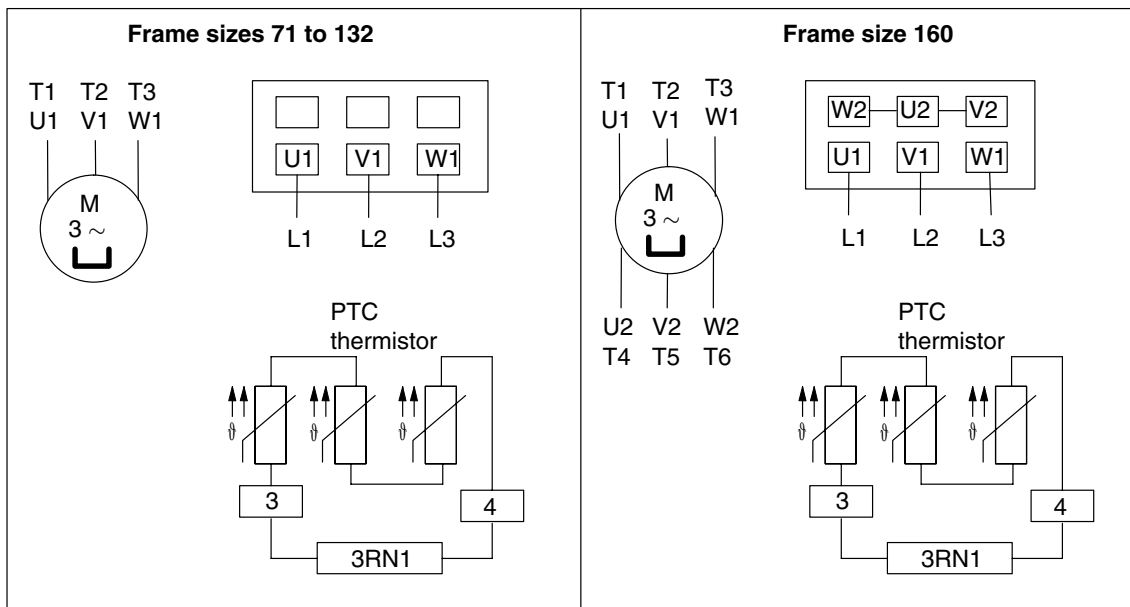 Frame sizes 71 to 132
T1 T2 T3
U1 V1 W1
M
3 ~
U1 V1 W1
L1 L2 L3
PTC
thermistor
ϑ ϑ ϑ
3
4
3RN1
Frame size 160
T1 T2 T3
U1 V1 W1
M
3 ~
U2 V2 W2
T4 T5 T6
W2 U2 V2
U1 V1 W1
L1 L2 L3
PTC
thermistor
ϑ ϑ ϑ
3
4
3RN1